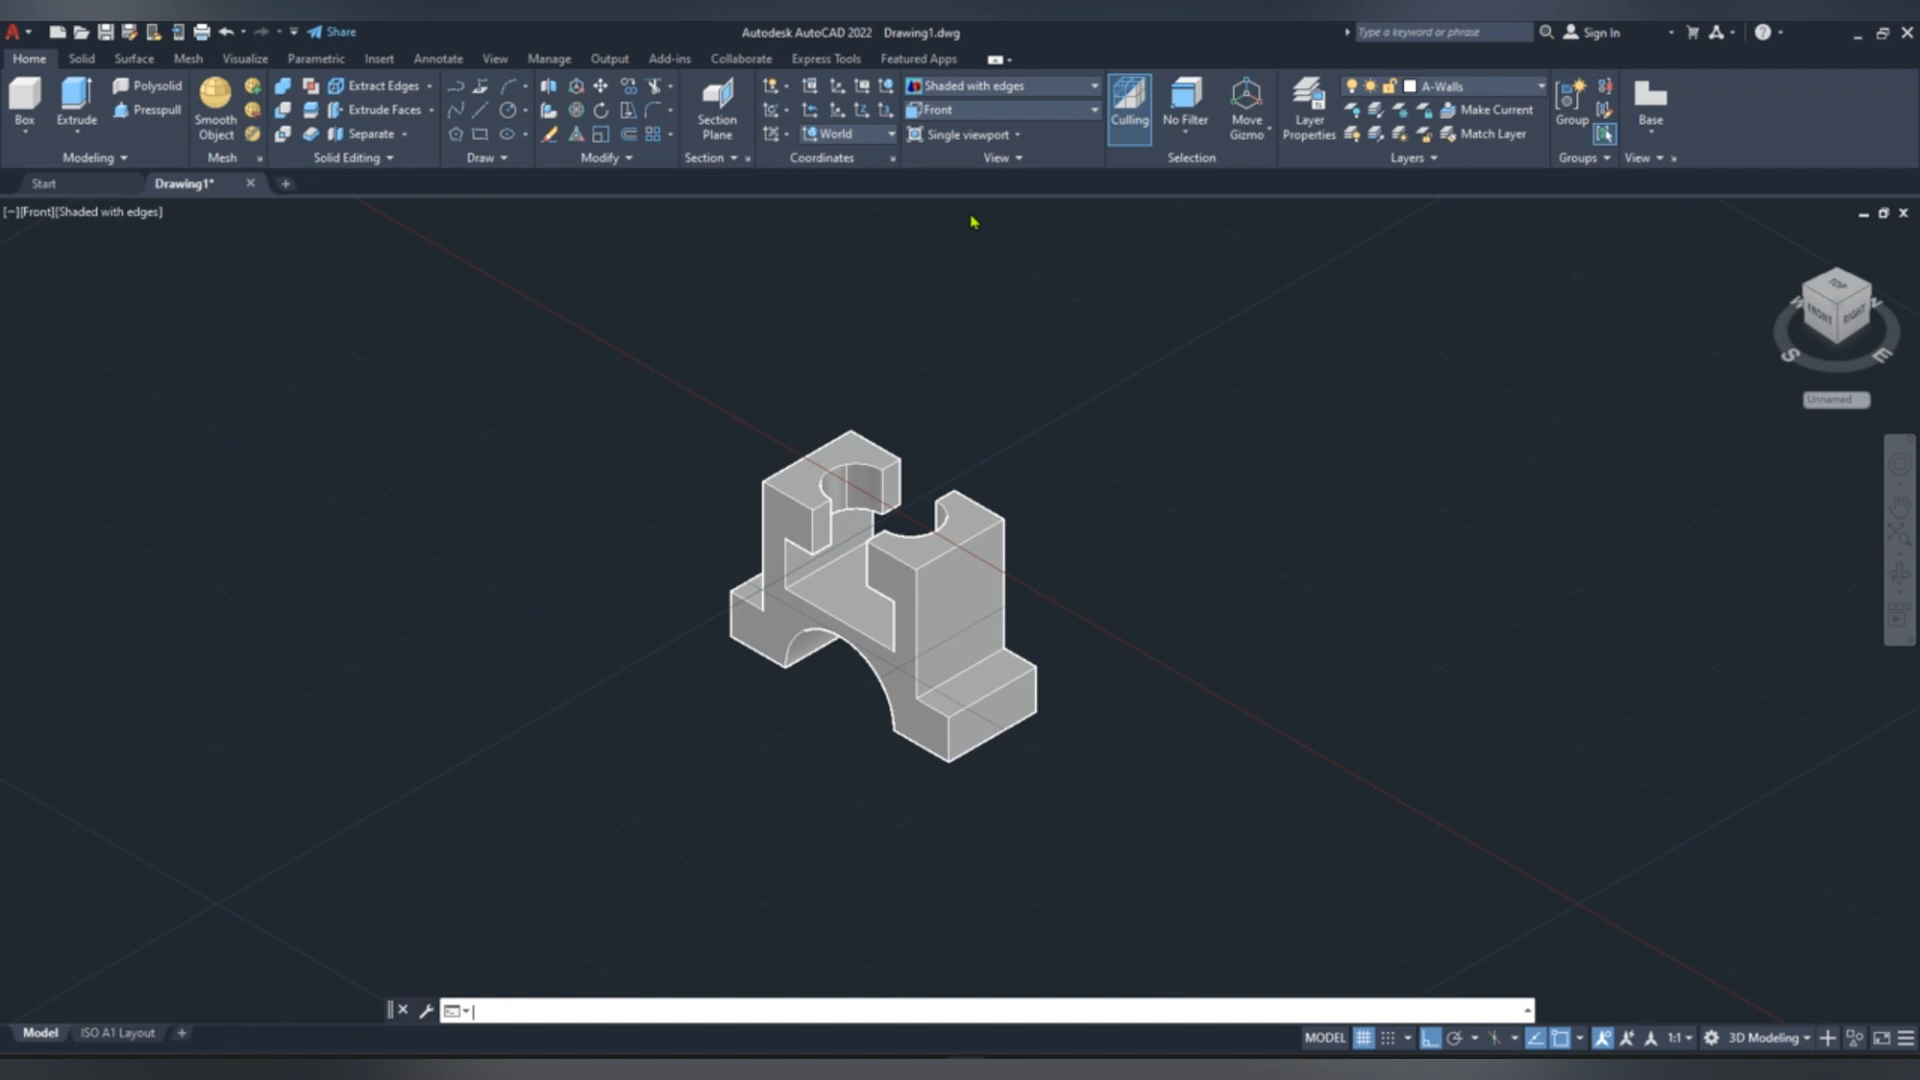 Share
Autodesk AutoCAD 2022 Drawing1.dwg
Type a keyword or phrase
Sign In
Home Solid Surface Mesh Visualize Parametric Insert Annotate View Manage Output Add-ins Collaborate Express Tools Featured Apps
Box
Extrude
Polysolid
Presspull
Modeling
Smooth
Object
Mesh
Extract Edges
Extrude Faces
Separate
Solid Editing
Draw
Modify
Section
Plane
Section
World
Coordinates
Shaded with edges
Front
Single viewport
View
Culling
No Filter
Move
Gizmo
Selection
Layer
Properties
A-Walls
Make Current
Match Layer
Layers
Group
Groups
Base
View
Start
Drawing1*
[−][Front][Shaded with edges]
TOP
FRONT
RIGHT
W
N
S
E
Unnamed
Model
ISO A1 Layout
MODEL
1:1
3D Modeling